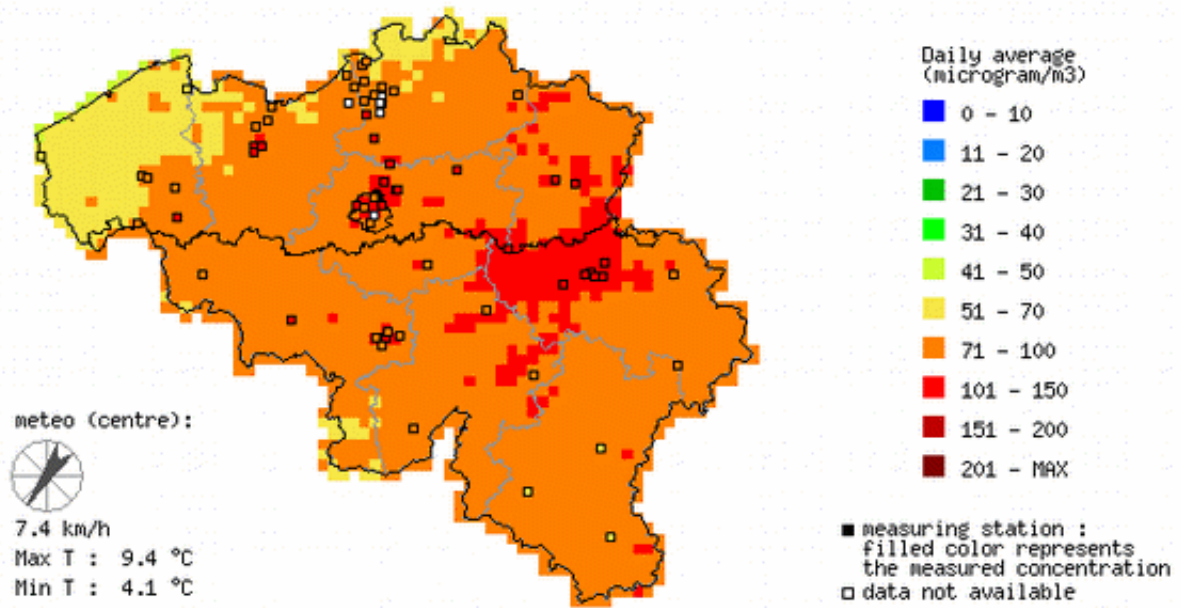 Daily average
(microgram/m3)
0 - 10
11 - 20
21 - 30
31 - 40
41 - 50
51 - 70
71 - 100
101 - 150
151 - 200
201 - MAX
meteo (centre):
7.4 km/h
Max T : 9.4 °C
Min T : 4.1 °C
measuring station :
filled color represents
the measured concentration
data not available